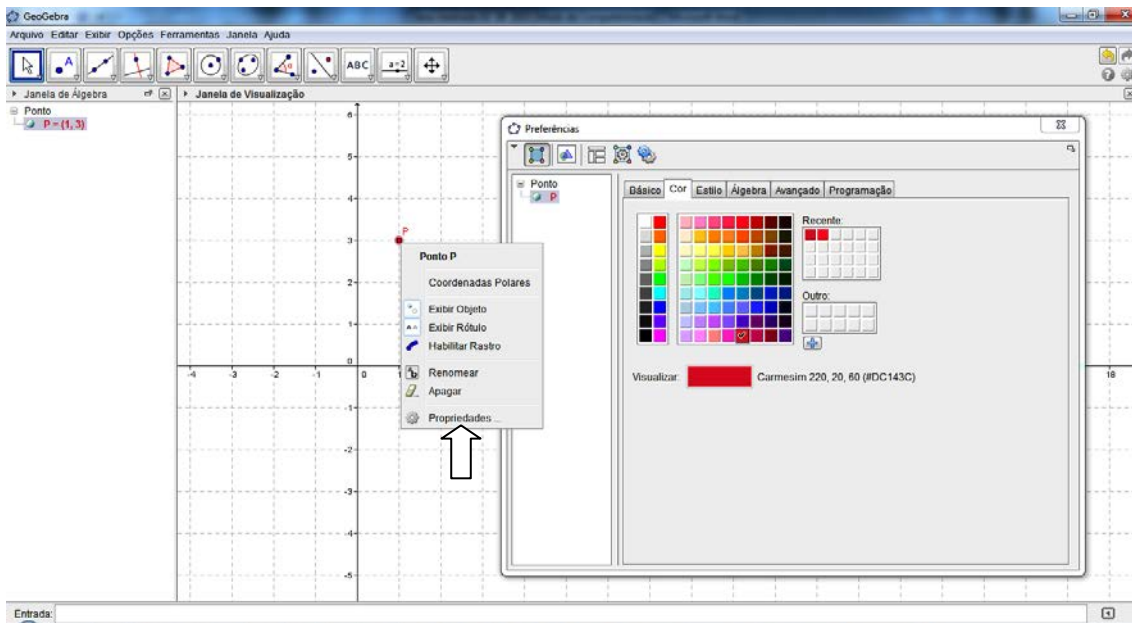 GeoGebra
Arquivo Editar Exibir Opções Ferramentas Janela Ajuda
A
ABC
a=2
Janela de Álgebra
Janela de Visualização
Ponto
P = (1, 3)
6
5
4
3
2
1
0
-1
-2
-3
-4
-5
-4 -3 -2 -1 0 1 18
P
Ponto P
Coordenadas Polares
Exibir Objeto
Exibir Rótulo
Habilitar Rastro
Renomear
Apagar
Propriedades ...
Preferências
Ponto
P
Básico Cor Estilo Álgebra Avançado Programação
Recente:
Outro:
Visualizar: Carmesim 220, 20, 60 (#DC143C)
Entrada: